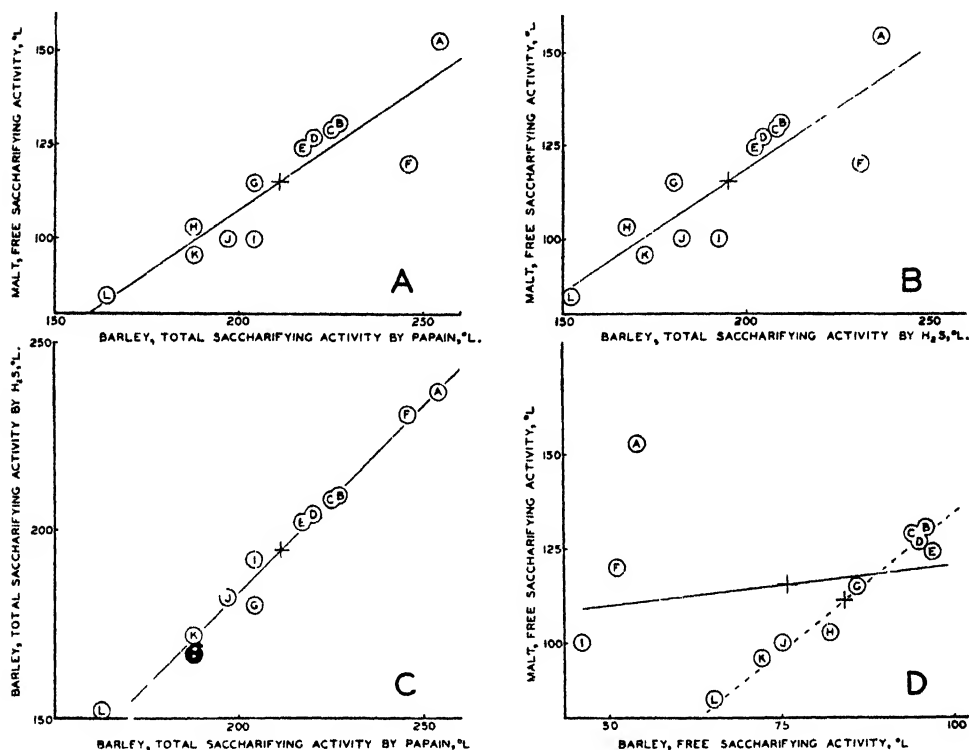 MALT, FREE SACCHARIFYING ACTIVITY, °L
150
125
100
150
200
250
A
B
C
D
E
F
G
H
I
J
K
L
A
BARLEY, TOTAL SACCHARIFYING ACTIVITY BY PAPAIN, °L.
MALT, FREE SACCHARIFYING ACTIVITY, °L
150
125
100
150
200
250
A
B
C
D
E
F
G
H
I
J
K
L
B
BARLEY, TOTAL SACCHARIFYING ACTIVITY BY H2S, °L.
BARLEY, TOTAL SACCHARIFYING ACTIVITY BY H2S, °L
250
200
150
200
250
A
F
B
C
D
E
I
J
G
K
L
C
BARLEY, TOTAL SACCHARIFYING ACTIVITY BY PAPAIN, °L
MALT, FREE SACCHARIFYING ACTIVITY, °L
150
125
100
50
75
100
A
F
B
C
D
E
G
H
I
J
K
L
D
BARLEY, FREE SACCHARIFYING ACTIVITY, °L